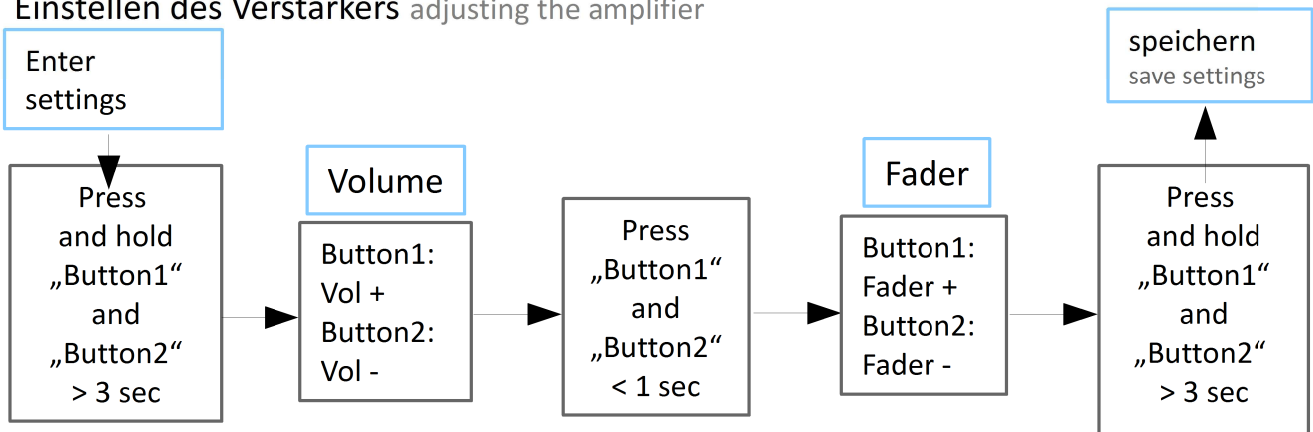 Einstellen des Verstärkers adjusting the amplifier
Enter
settings
Press
and hold
„Button1“
and
„Button2“
> 3 sec
Volume
Button1:
Vol +
Button2:
Vol -
Press
„Button1“
and
„Button2“
< 1 sec
Fader
Button1:
Fader +
Button2:
Fader -
Press
and hold
„Button1“
and
„Button2“
> 3 sec
speichern
save settings